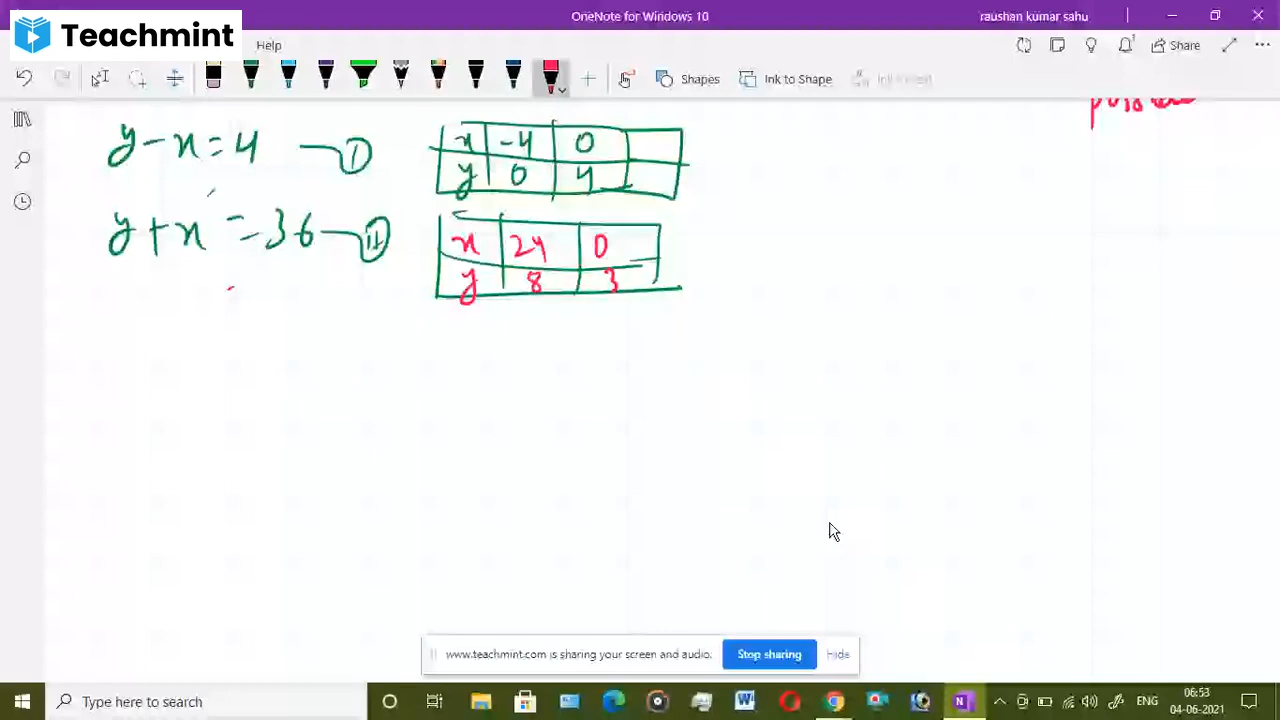 OneNote for Windows 10
raushan kumar sahu
Teachmint
Help
Share
Shapes
Ink to Shape
y-x=4 —①
x -4 0
y 0 4
y+x=36 —②
x 24 0
y 8 3
www.teachmint.com is sharing your screen and audio.
Stop sharing
Hide
Type here to search
ENG
06:53
04-06-2021